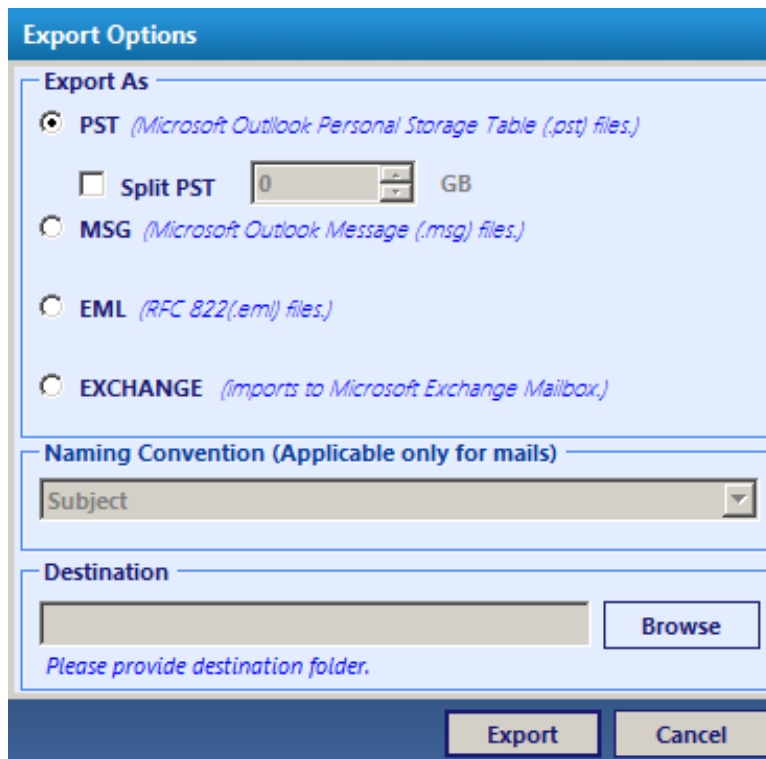 Export Options
Export As
PST (Microsoft Outllook Personal Storage Table (.pst) files.)
Split PST 0 GB
MSG (Microsoft Outlook Message (.msg) files.)
EML (RFC 822(.eml) files.)
EXCHANGE (imports to Microsoft Exchange Mailbox.)
Naming Convention (Applicable only for mails)
Subject
Destination
Browse
Please provide destination folder.
Export Cancel